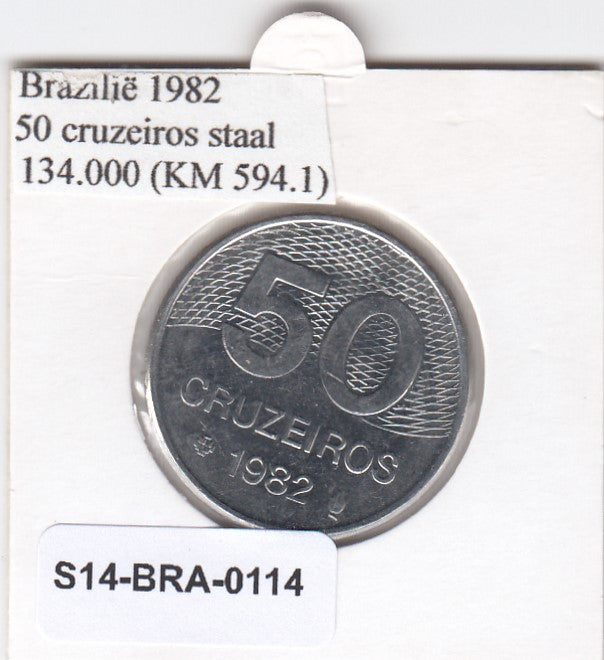 Brazilië 1982
50 cruzeiros staal
134.000 (KM 594.1)
50
CRUZEIROS
1982
S14-BRA-0114